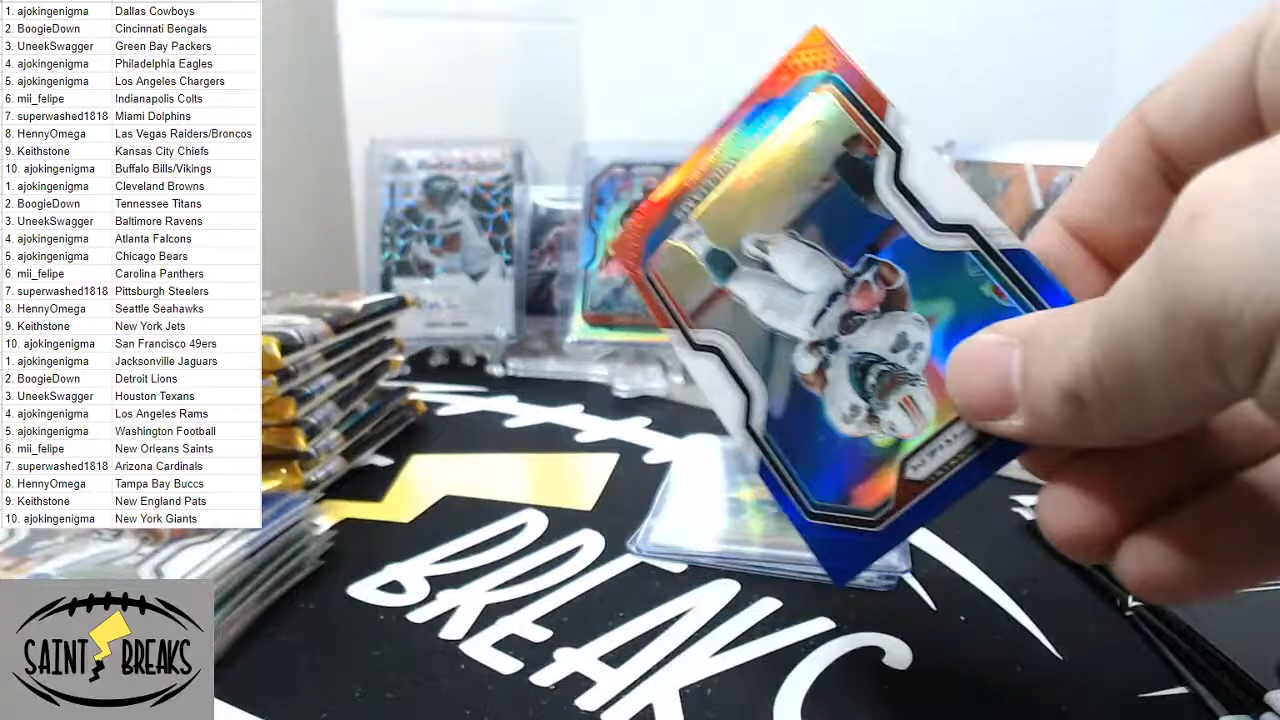 1. ajokingenigma Dallas Cowboys
2. BoogieDown Cincinnati Bengals
3. UneekSwagger Green Bay Packers
4. ajokingenigma Philadelphia Eagles
5. ajokingenigma Los Angeles Chargers
6. mii_felipe Indianapolis Colts
7. superwashed1818 Miami Dolphins
8. HennyOmega Las Vegas Raiders/Broncos
9. Keithstone Kansas City Chiefs
10. ajokingenigma Buffalo Bills/Vikings
1. ajokingenigma Cleveland Browns
2. BoogieDown Tennessee Titans
3. UneekSwagger Baltimore Ravens
4. ajokingenigma Atlanta Falcons
5. ajokingenigma Chicago Bears
6. mii_felipe Carolina Panthers
7. superwashed1818 Pittsburgh Steelers
8. HennyOmega Seattle Seahawks
9. Keithstone New York Jets
10. ajokingenigma San Francisco 49ers
1. ajokingenigma Jacksonville Jaguars
2. BoogieDown Detroit Lions
3. UneekSwagger Houston Texans
4. ajokingenigma Los Angeles Rams
5. ajokingenigma Washington Football
6. mii_felipe New Orleans Saints
7. superwashed1818 Arizona Cardinals
8. HennyOmega Tampa Bay Buccs
9. Keithstone New England Pats
10. ajokingenigma New York Giants
SAINT BREAKS
BREAKS